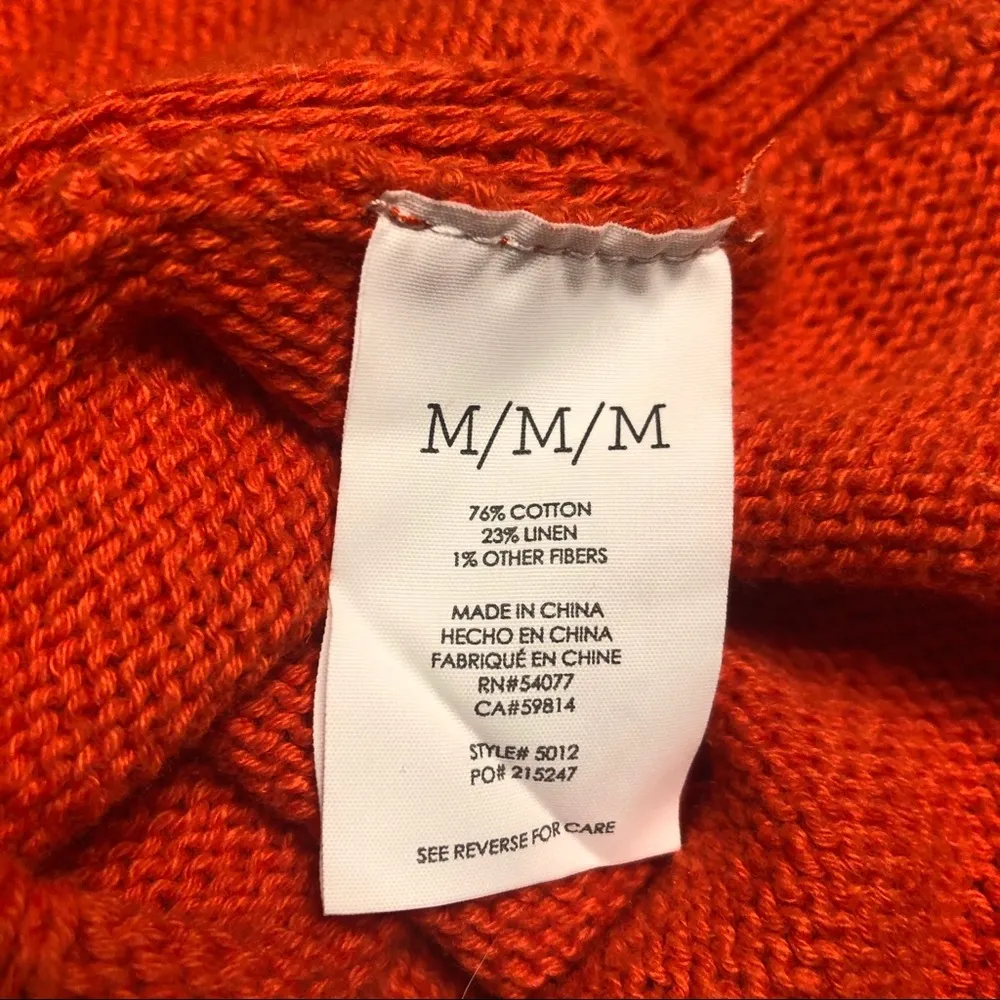 M/M/M
76% COTTON
23% LINEN
1% OTHER FIBERS
MADE IN CHINA
HECHO EN CHINA
FABRIQUÉ EN CHINE
RN#54077
CA#59814
STYLE# 5012
PO# 215247
SEE REVERSE FOR CARE